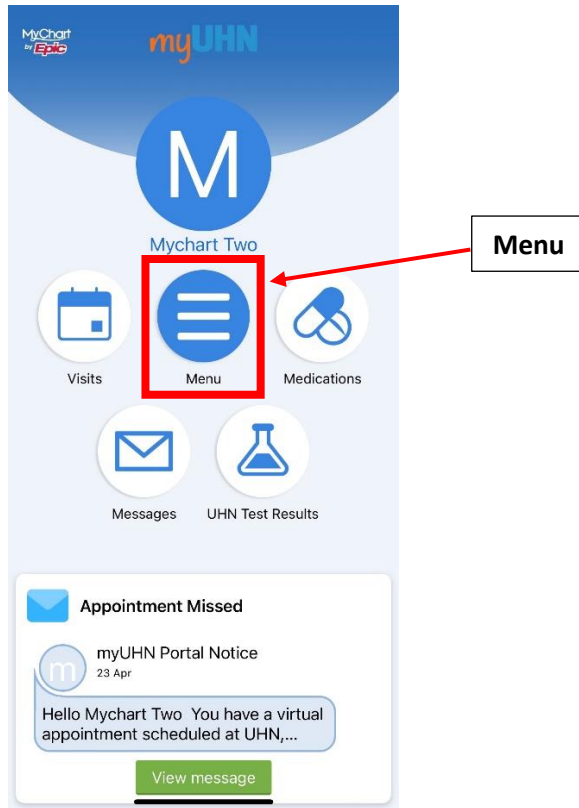 MyChart
by Epic
myUHN
M
Mychart Two
Menu
Visits
Menu
Medications
Messages
UHN Test Results
Appointment Missed
m
myUHN Portal Notice
23 Apr
Hello Mychart Two You have a virtual
appointment scheduled at UHN,...
View message